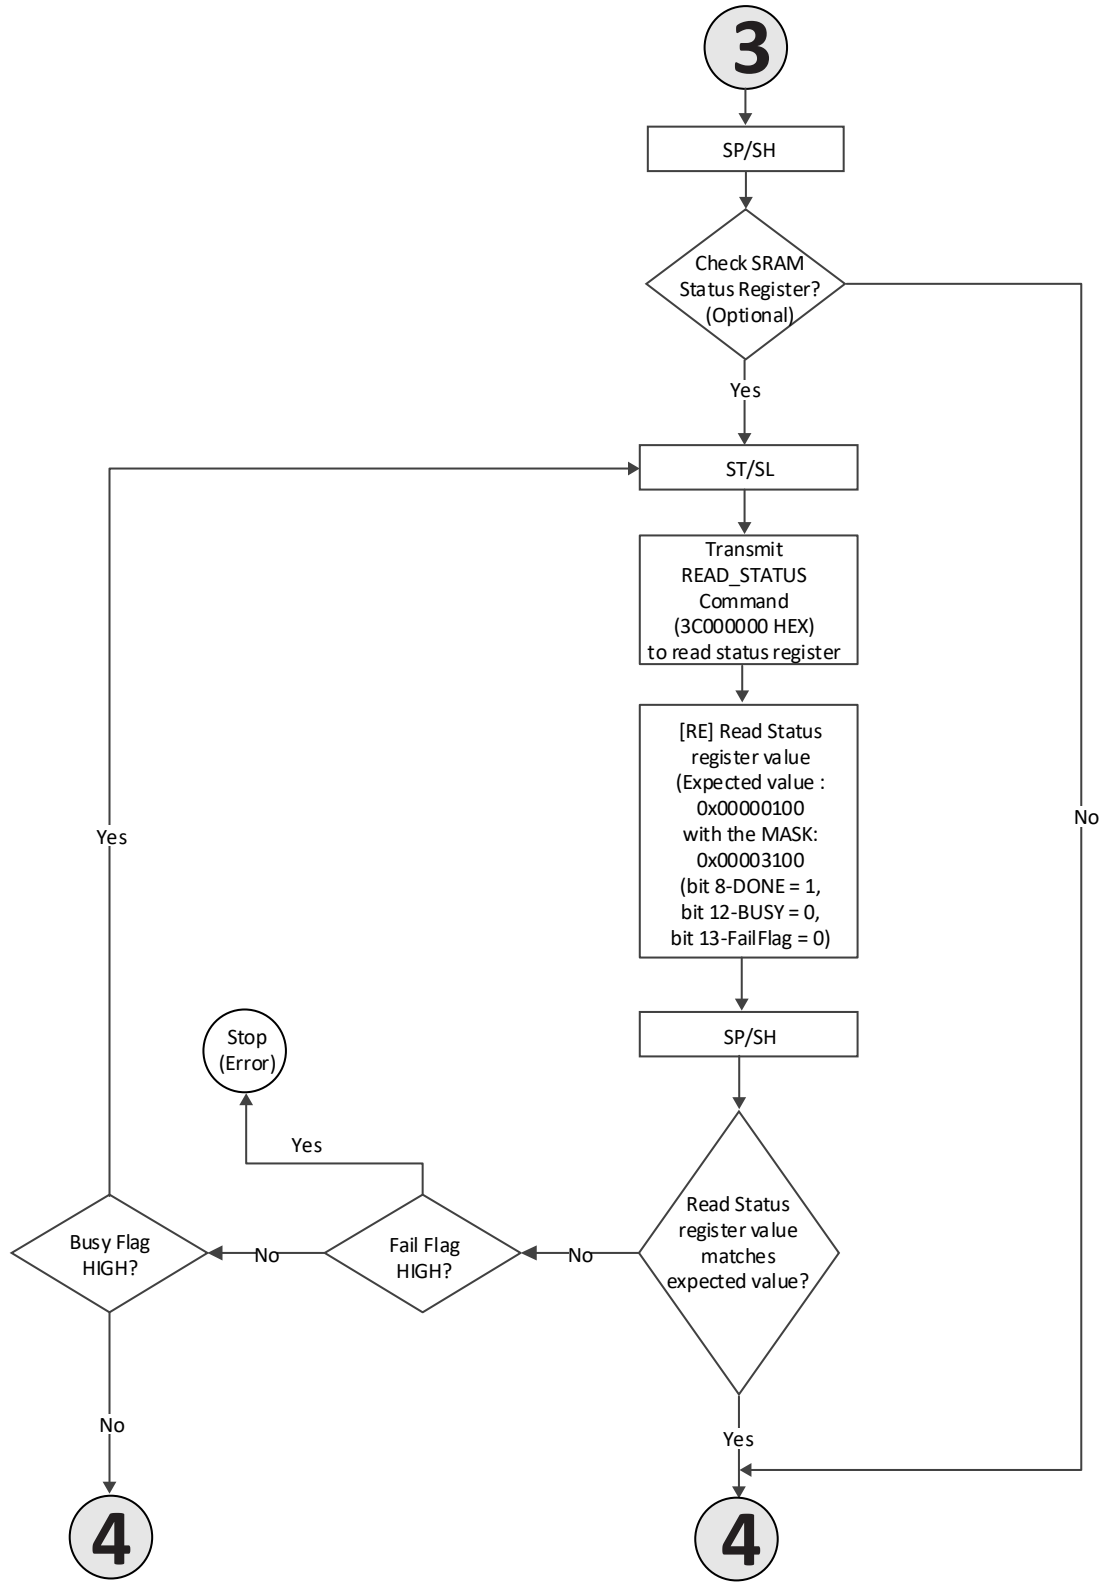 3
SP/SH
Check SRAM
Status Register?
(Optional)
Yes
ST/SL
Transmit
READ_STATUS
Command
(3C000000 HEX)
to read status register
[RE] Read Status
register value
(Expected value :
0x00000100
with the MASK:
0x00003100
(bit 8-DONE = 1,
bit 12-BUSY = 0,
bit 13-FailFlag = 0)
No
Yes
SP/SH
Stop
(Error)
Yes
Read Status
register value
matches
expected value?
No
Fail Flag
HIGH?
No
Busy Flag
HIGH?
No
Yes
4
4